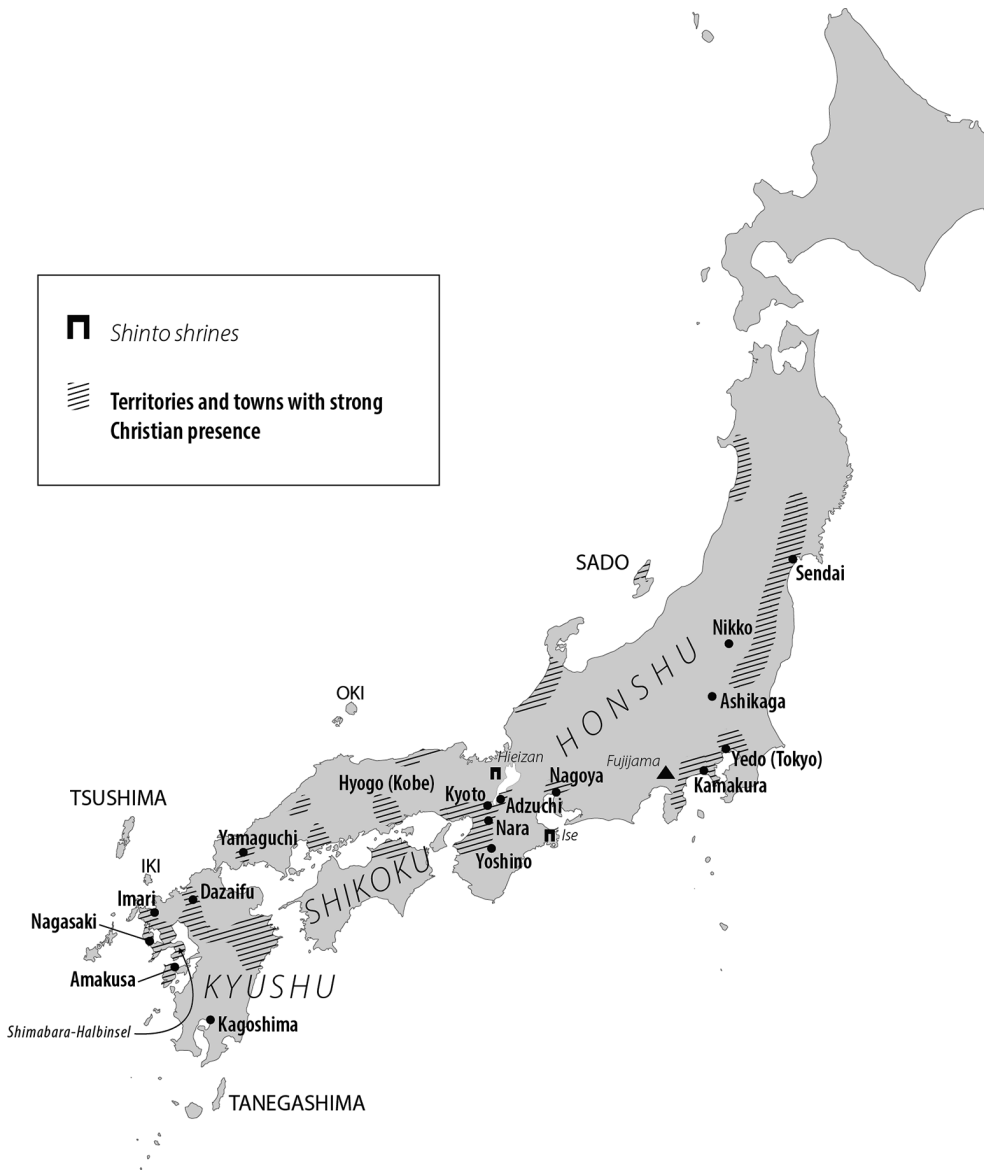 Shinto shrines
Territories and towns with strong
Christian presence
SADO
Sendai
Nikko
HONSHU
Ashikaga
OKI
Hieizan
Fujijama
Yedo (Tokyo)
Nagoya
Kamakura
Hyogo (Kobe)
Kyoto
Adzuchi
TSUSHIMA
Nara
Ise
Yamaguchi
Yoshino
IKI
SHIKOKU
Imari
Dazaifu
Nagasaki
Amakusa
KYUSHU
Shimabara-Halbinsel
Kagoshima
TANEGASHIMA